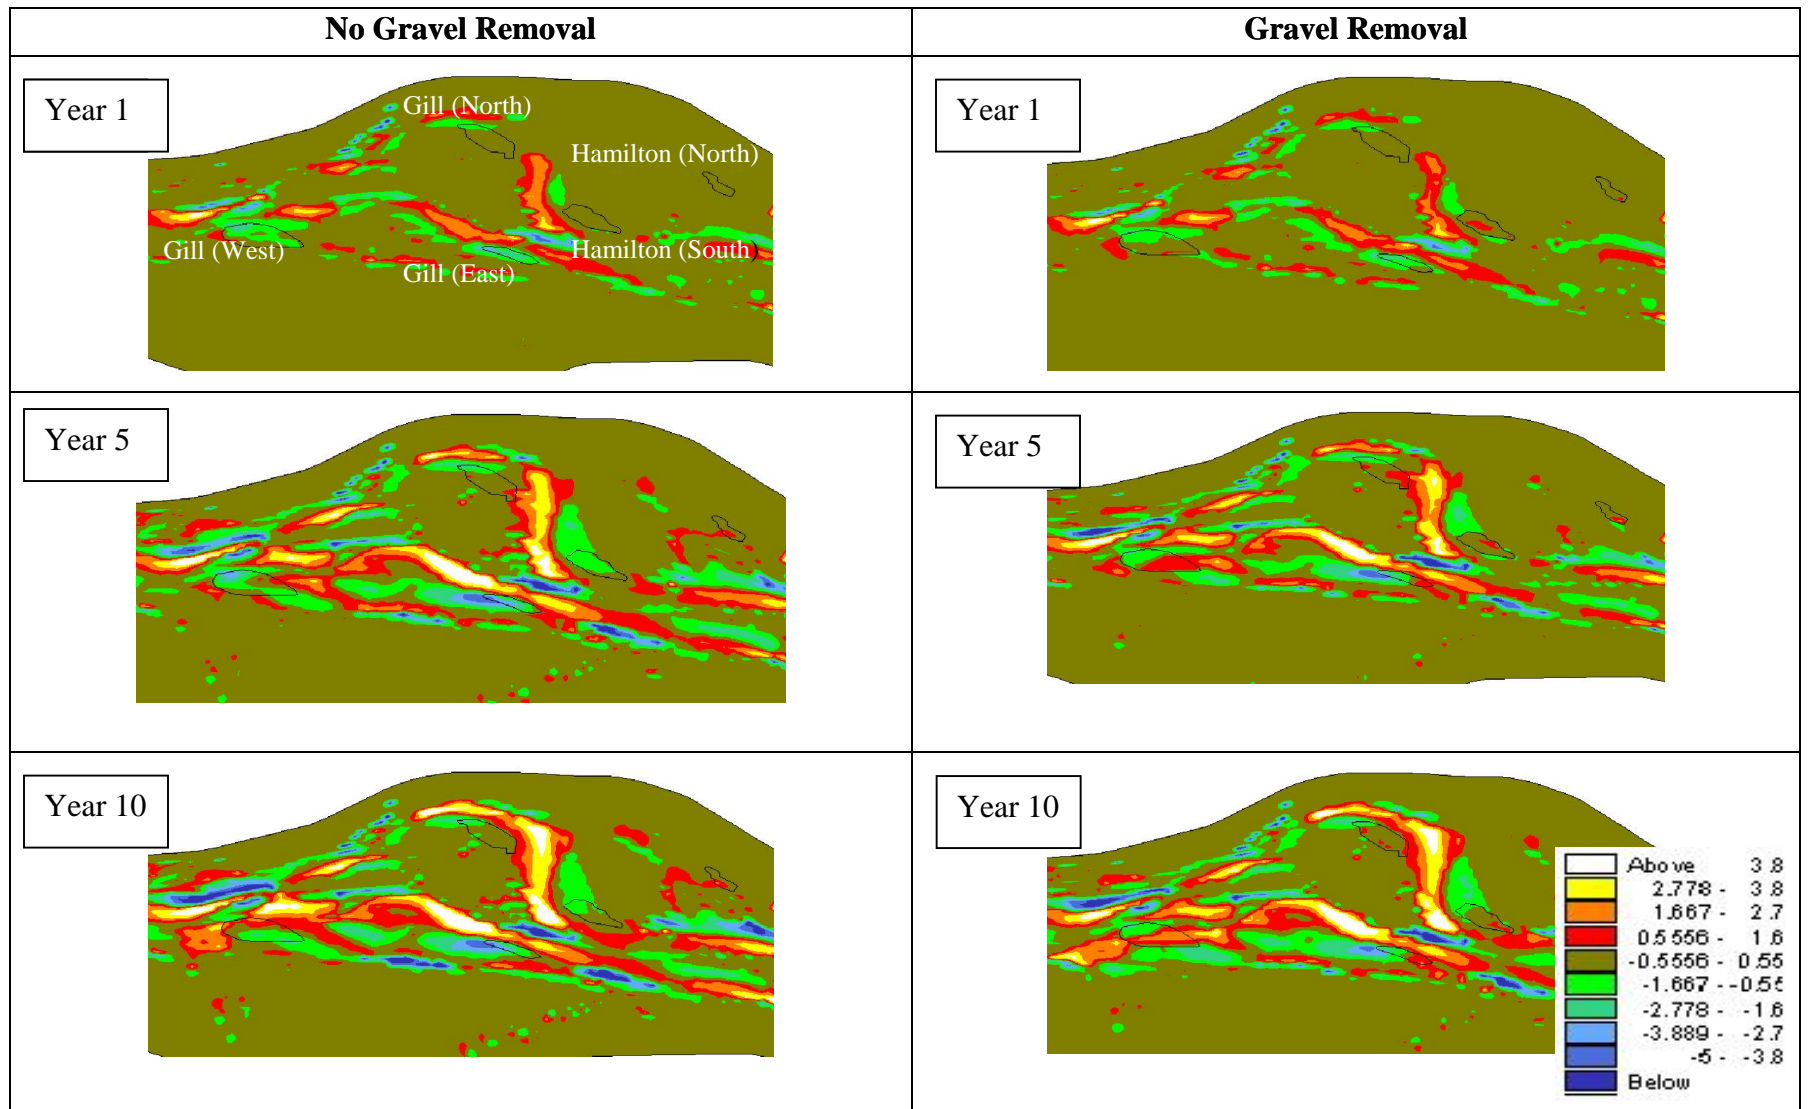 No Gravel Removal
Gravel Removal
Year 1
Gill (North)
Hamilton (North)
Gill (West)
Hamilton (South)
Gill (East)
Year 1
Year 5
Year 5
Year 10
Year 10
Above 3.8
2.778 - 3.8
1.667 - 2.7
0.5556 - 1.6
-0.5556 - 0.55
-1.667 - -0.55
-2.778 - -1.6
-3.889 - -2.7
-5 - -3.8
Below